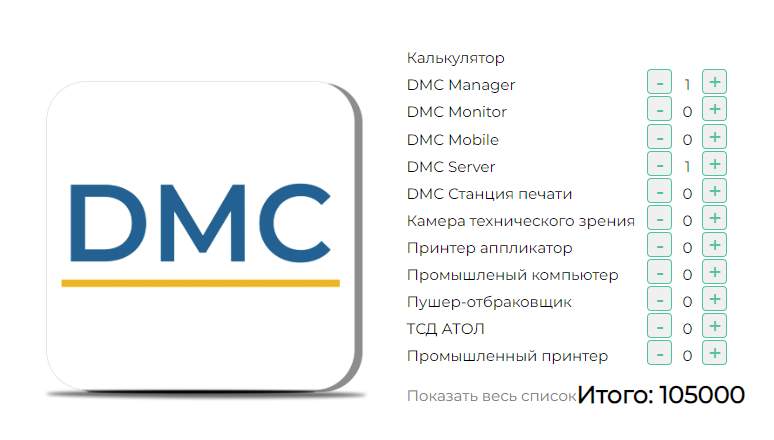 DMC
Калькулятор
DMC Manager - 1 +
DMC Monitor - 0 +
DMC Mobile - 0 +
DMC Server - 1 +
DMC Станция печати - 0 +
Камера технического зрения - 0 +
Принтер аппликатор - 0 +
Промышленый компьютер - 0 +
Пушер-отбраковщик - 0 +
ТСД АТОЛ - 0 +
Промышленный принтер - 0 +
Показать весь список Итого: 105000